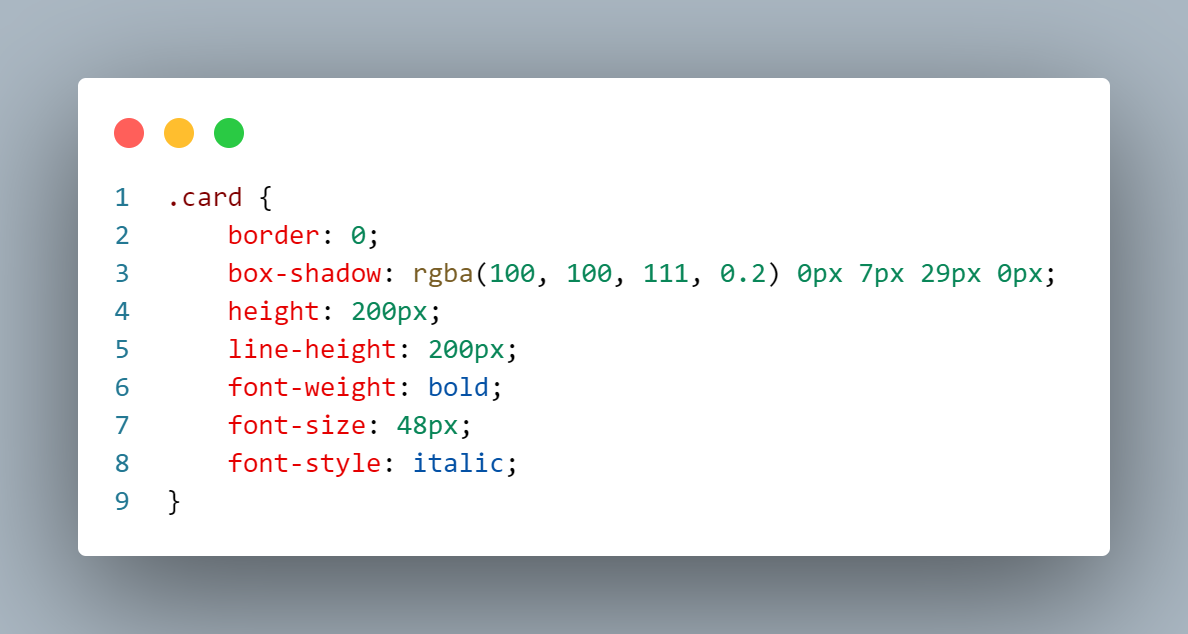 1 .card {
2     border: 0;
3     box-shadow: rgba(100, 100, 111, 0.2) 0px 7px 29px 0px;
4     height: 200px;
5     line-height: 200px;
6     font-weight: bold;
7     font-size: 48px;
8     font-style: italic;
9 }